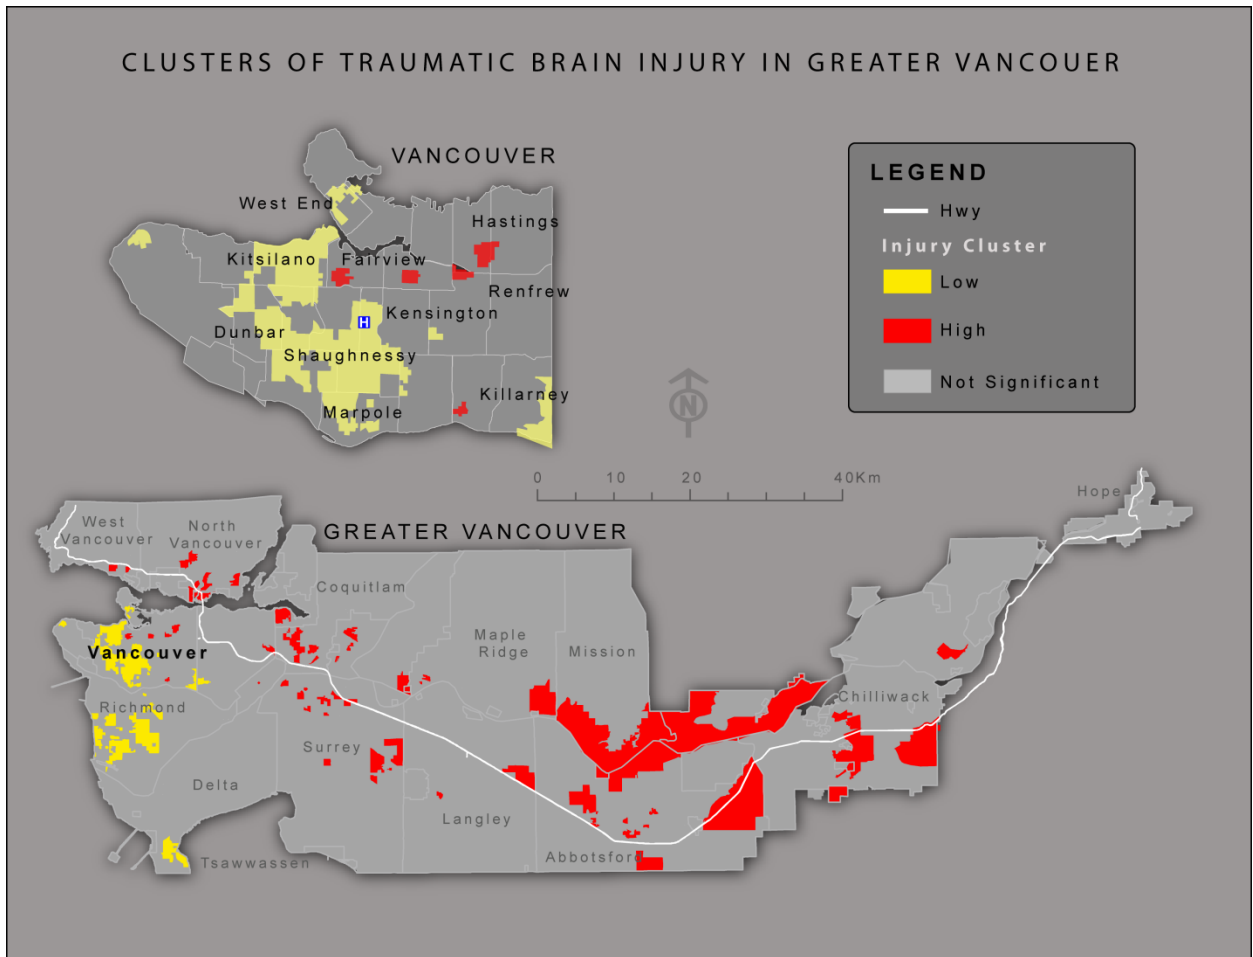 CLUSTERS OF TRAUMATIC BRAIN INJURY IN GREATER VANCOUER
VANCOUVER
West End
Hastings
Kitsilano
Fairview
Renfrew
Kensington
H
Dunbar
Shaughnessy
Killarney
Marpole
LEGEND
Hwy
Injury Cluster
Low
High
Not Significant
N
0 10 20 40Km
GREATER VANCOUVER
West
Vancouver
North
Vancouver
Coquitlam
Hope
Maple
Ridge
Mission
Vancouver
Chilliwack
Richmond
Surrey
Delta
Langley
Abbotsford
Tsawwassen